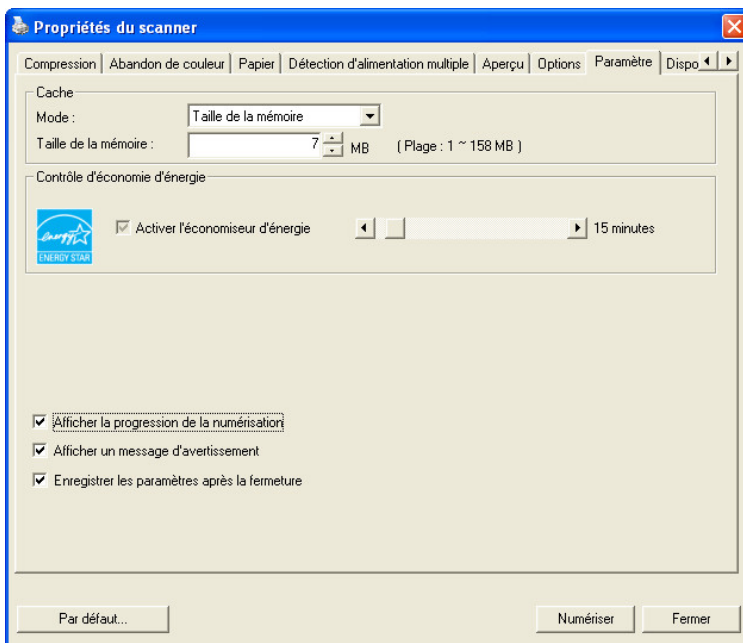 Propriétés du scanner
Compression Abandon de couleur Papier Détection d'alimentation multiple Aperçu Options Paramètre Dispo
Cache
Mode : Taille de la mémoire
Taille de la mémoire : 7 MB ( Plage : 1 ~ 158 MB )
Contrôle d'économie d'énergie
energy
ENERGY STAR
Activer l'économiseur d'énergie 15 minutes
Afficher la progression de la numérisation
Afficher un message d'avertissement
Enregistrer les paramètres après la fermeture
Par défaut... Numériser Fermer